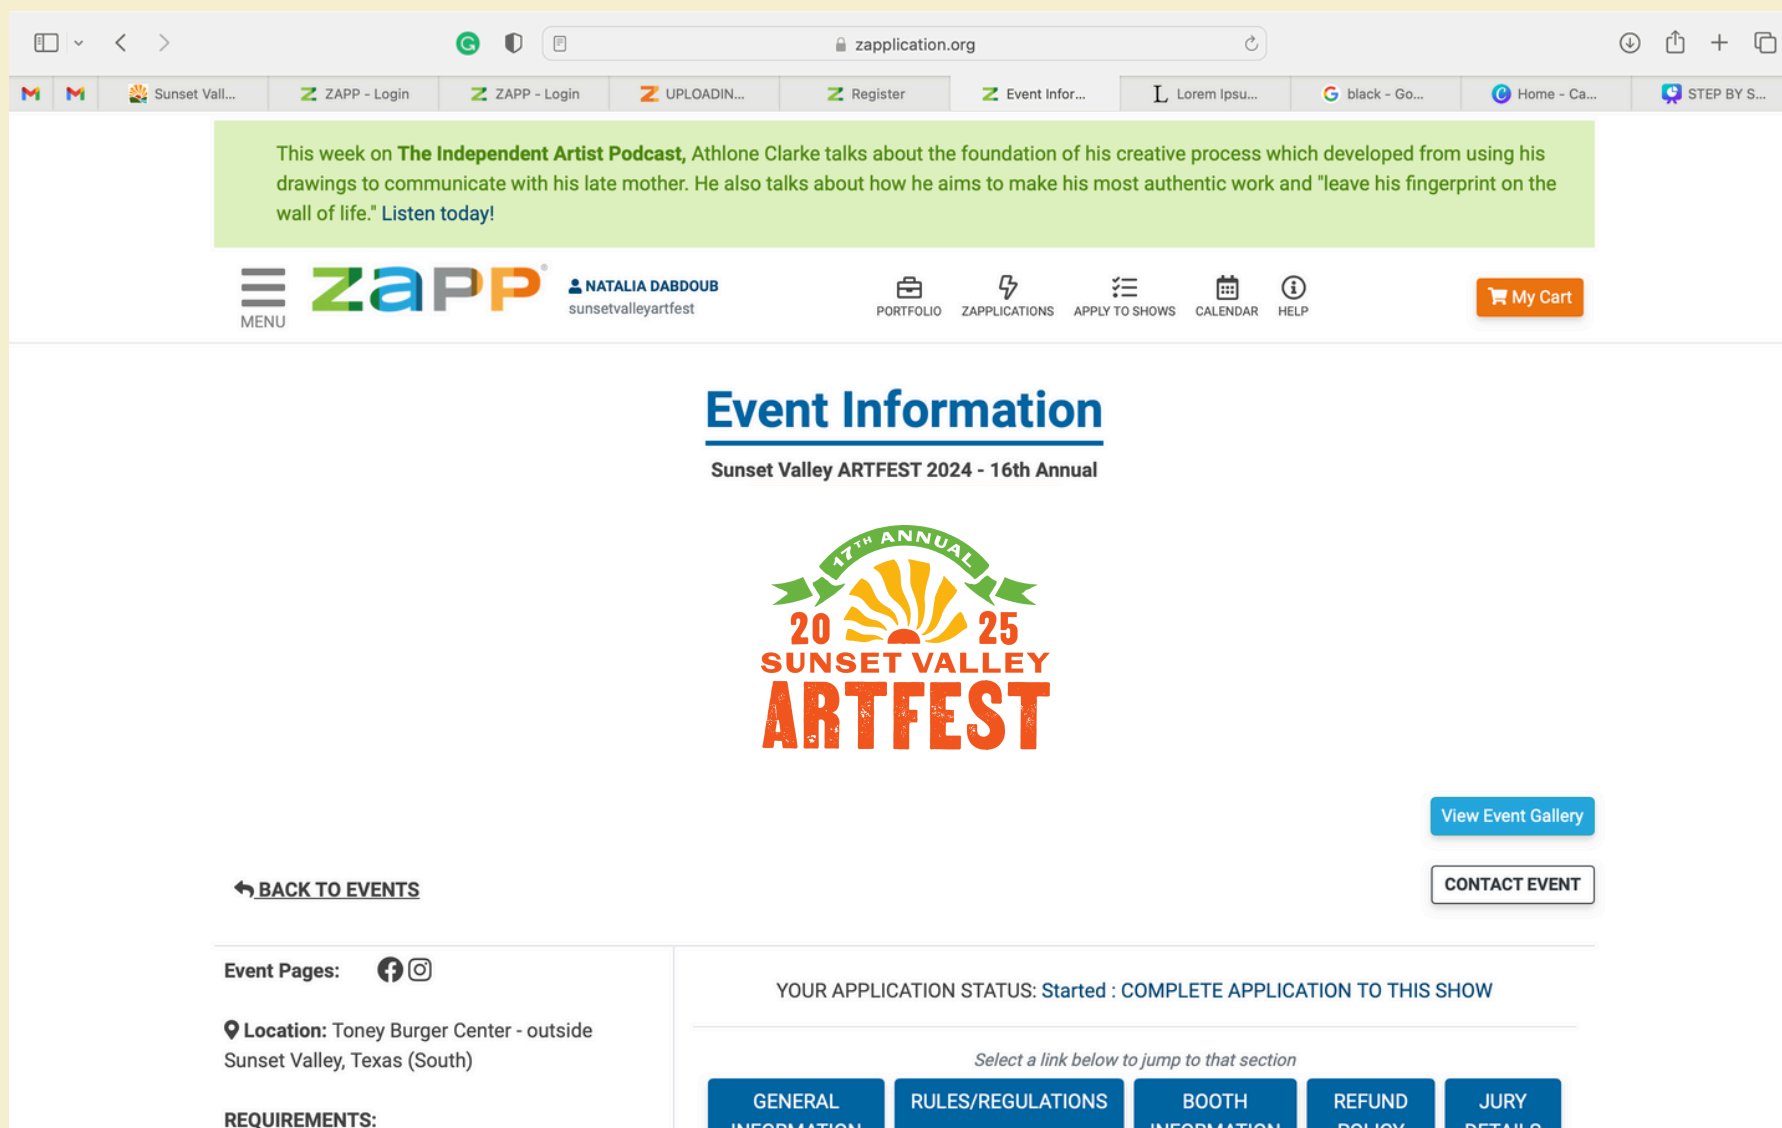 zapplication.org
Sunset Vall...
ZAPP - Login
ZAPP - Login
UPLOADIN...
Register
Event Infor...
Lorem Ipsu...
black - Go...
Home - Ca...
STEP BY S...
This week on The Independent Artist Podcast, Athlone Clarke talks about the foundation of his creative process which developed from using his
drawings to communicate with his late mother. He also talks about how he aims to make his most authentic work and "leave his fingerprint on the
wall of life." Listen today!
MENU
zapp®
NATALIA DABDOUB
sunsetvalleyartfest
PORTFOLIO
ZAPPLICATIONS
APPLY TO SHOWS
CALENDAR
HELP
My Cart
Event Information
Sunset Valley ARTFEST 2024 - 16th Annual
17TH ANNUAL
20 25
SUNSET VALLEY
ARTFEST
View Event Gallery
BACK TO EVENTS
CONTACT EVENT
Event Pages:
YOUR APPLICATION STATUS: Started : COMPLETE APPLICATION TO THIS SHOW
Location: Toney Burger Center - outside
Sunset Valley, Texas (South)
Select a link below to jump to that section
GENERAL
INFORMATION
RULES/REGULATIONS
BOOTH
INFORMATION
REFUND
POLICY
JURY
DETAILS
REQUIREMENTS: